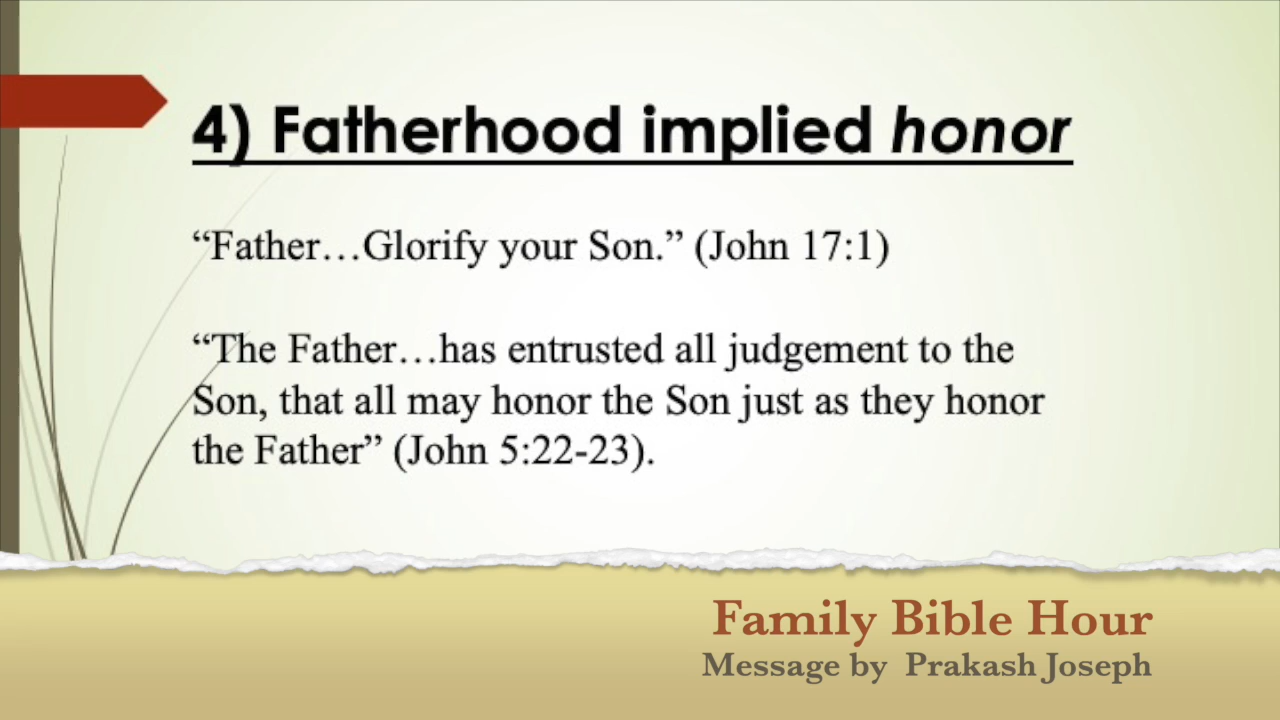 4) Fatherhood implied honor
“Father…Glorify your Son.” (John 17:1)
“The Father…has entrusted all judgement to the
Son, that all may honor the Son just as they honor
the Father” (John 5:22-23).
Family Bible Hour
Message by Prakash Joseph